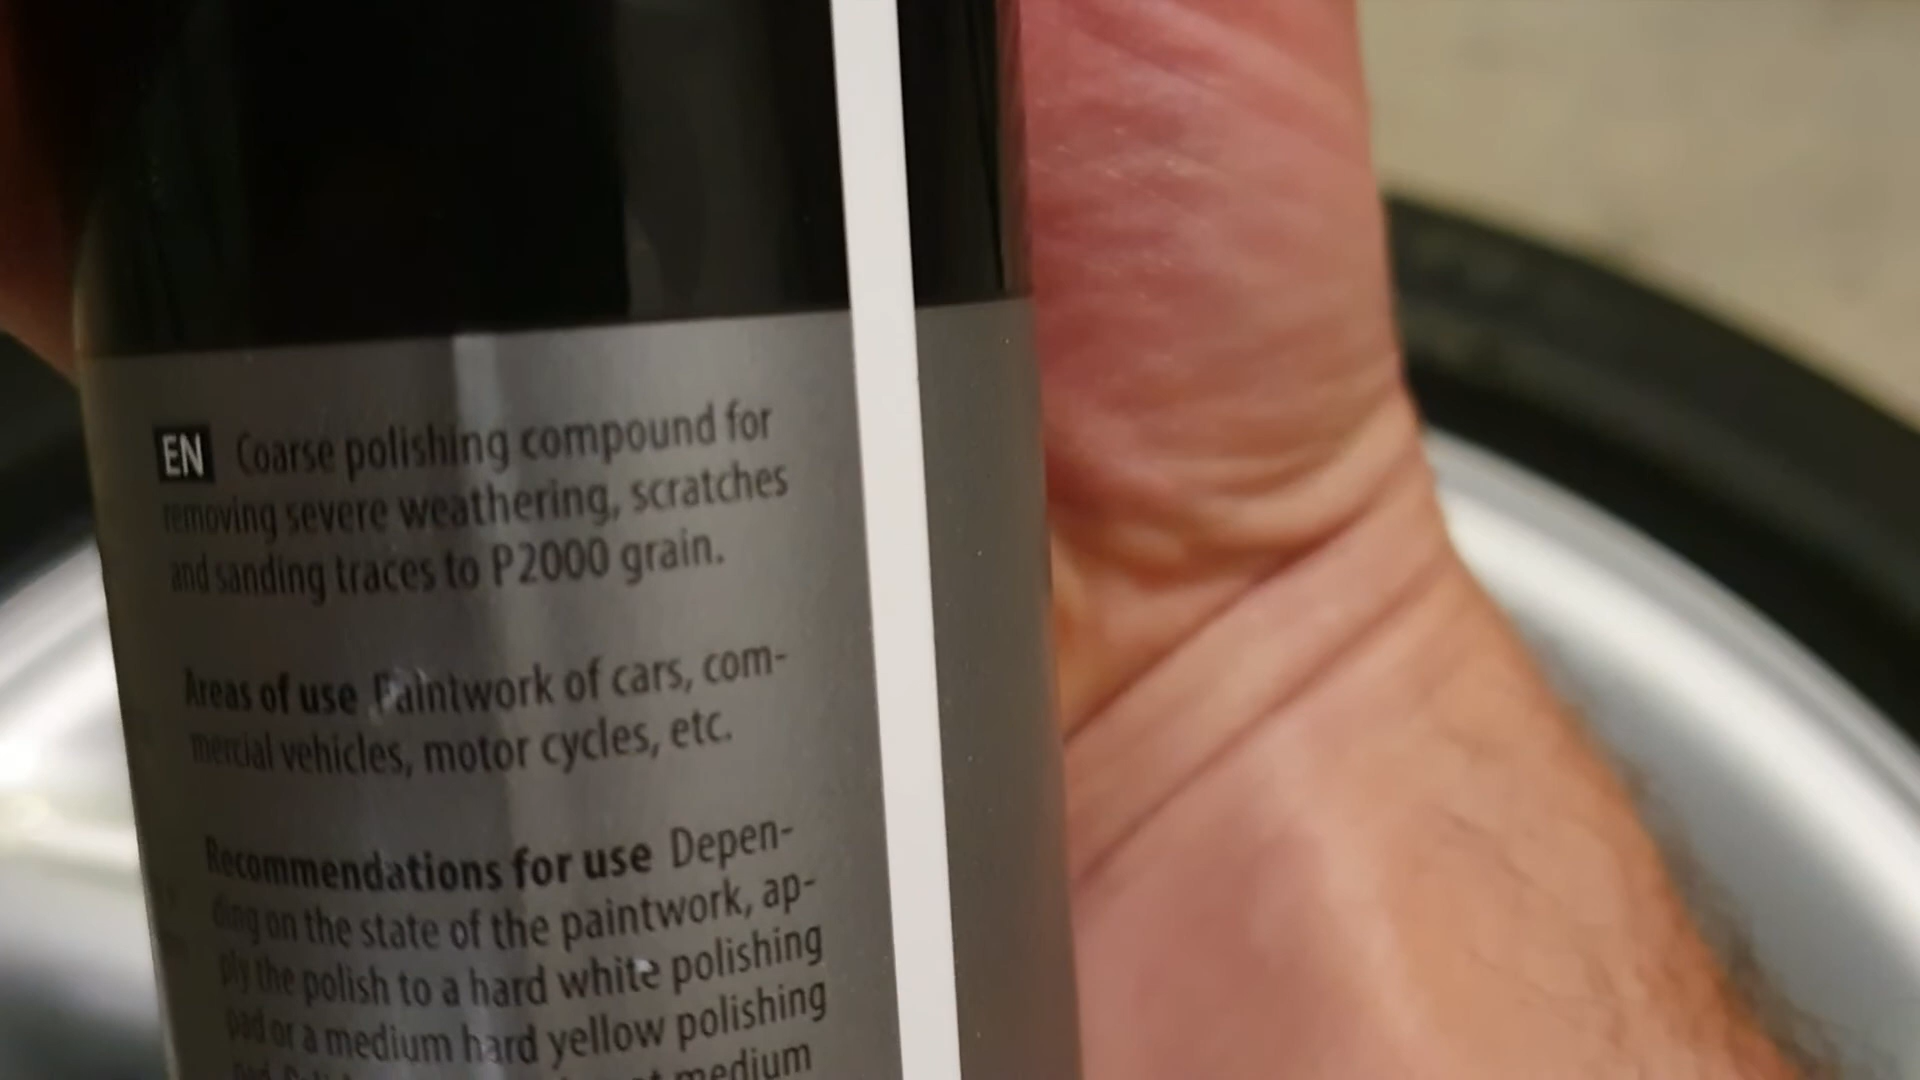 EN Coarse polishing compound for
removing severe weathering, scratches
and sanding traces to P2000 grain.
Areas of use Paintwork of cars, com-
mercial vehicles, motor cycles, etc.
Recommendations for use Depen-
ding on the state of the paintwork, ap-
ply the polish to a hard white polishing
pad or a medium hard yellow polishing
medium